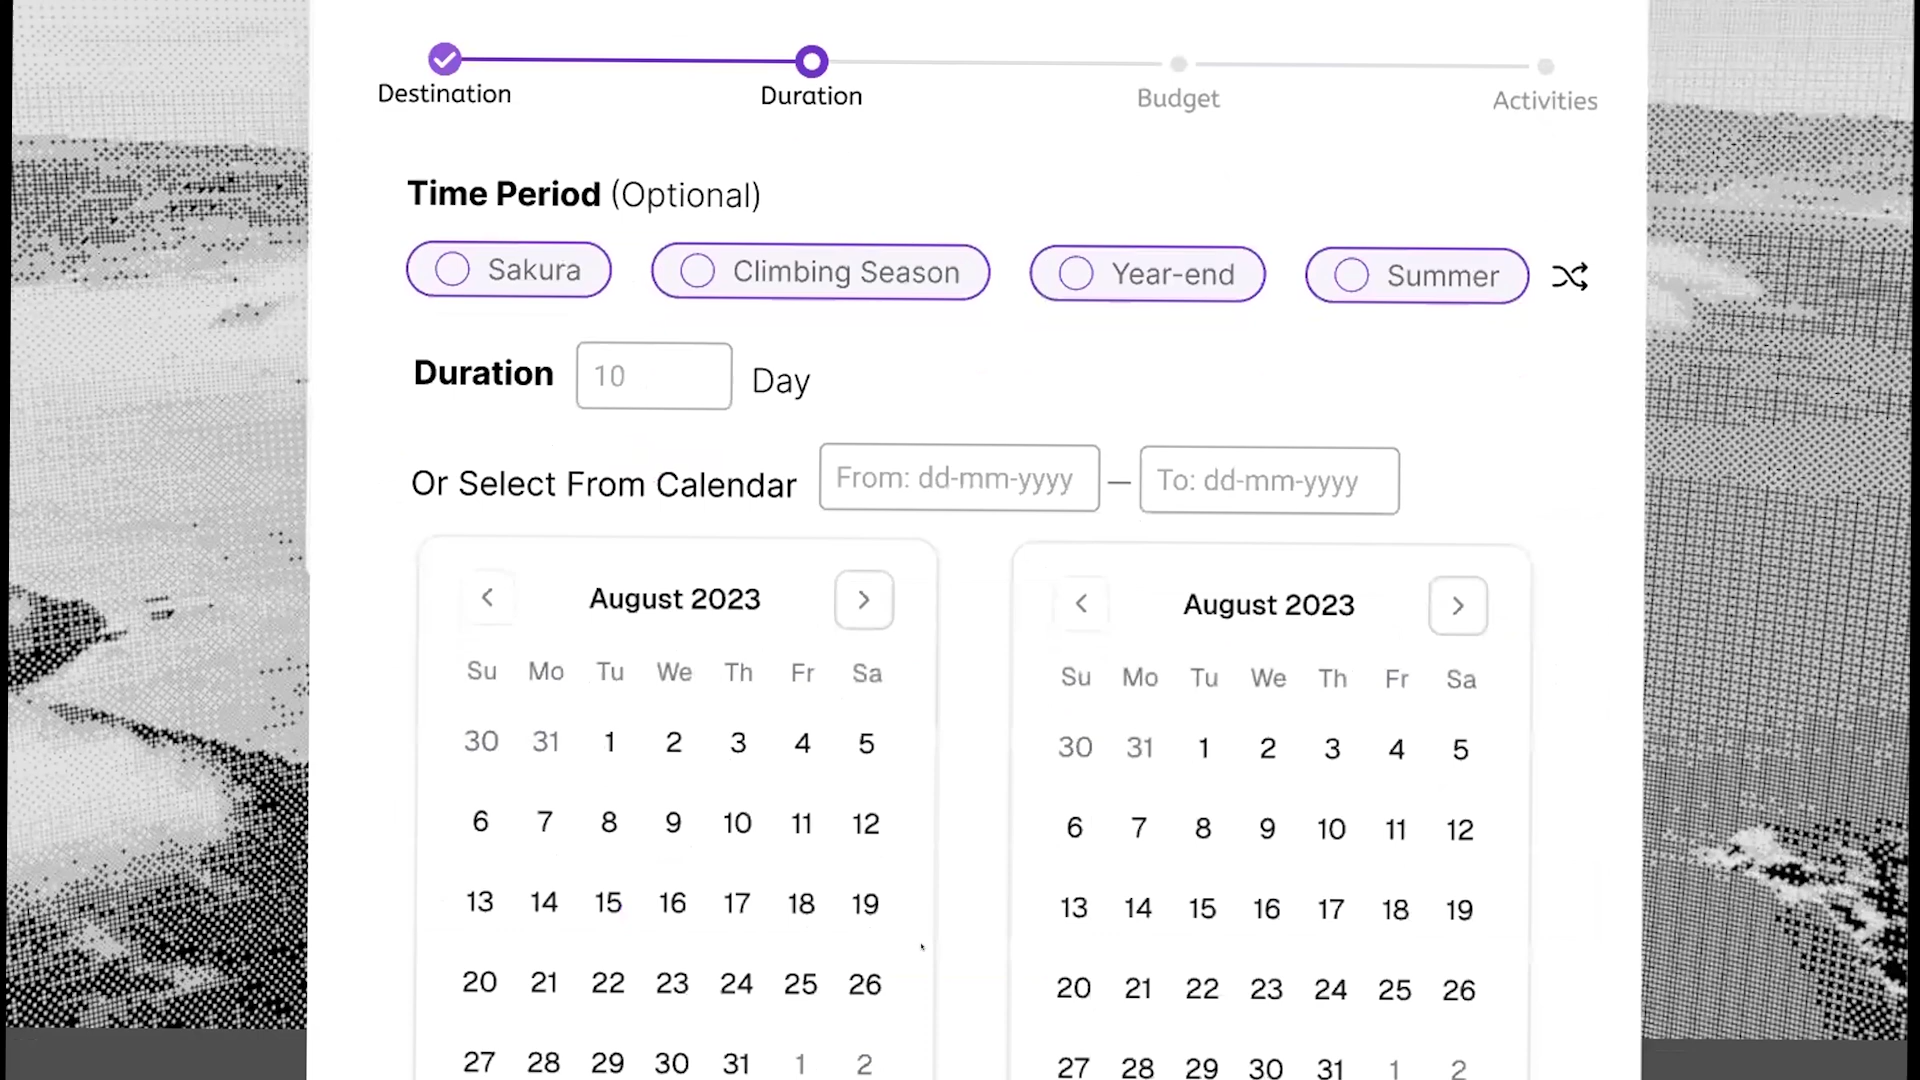 Destination Duration Budget Activities
Time Period (Optional)
Sakura Climbing Season Year-end Summer
Duration 10 Day
Or Select From Calendar From: dd-mm-yyyy — To: dd-mm-yyyy
August 2023
Su Mo Tu We Th Fr Sa
30 31 1 2 3 4 5
6 7 8 9 10 11 12
13 14 15 16 17 18 19
20 21 22 23 24 25 26
27 28 29 30 31 1 2
August 2023
Su Mo Tu We Th Fr Sa
30 31 1 2 3 4 5
6 7 8 9 10 11 12
13 14 15 16 17 18 19
20 21 22 23 24 25 26
27 28 29 30 31 1 2